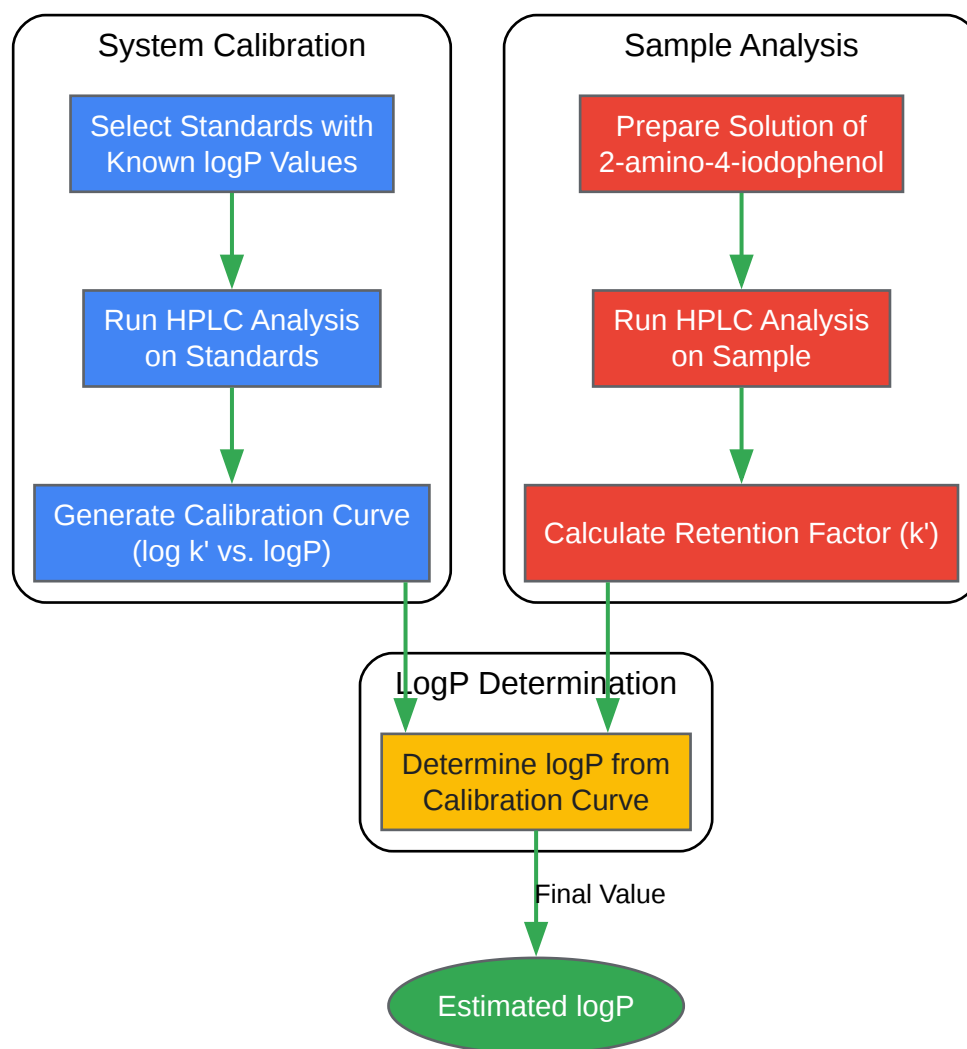 System Calibration
Select Standards with
Known logP Values
Run HPLC Analysis
on Standards
Generate Calibration Curve
(log k' vs. logP)
Sample Analysis
Prepare Solution of
2-amino-4-iodophenol
Run HPLC Analysis
on Sample
Calculate Retention Factor (k')
LogP Determination
Determine logP from
Calibration Curve
Final Value
Estimated logP